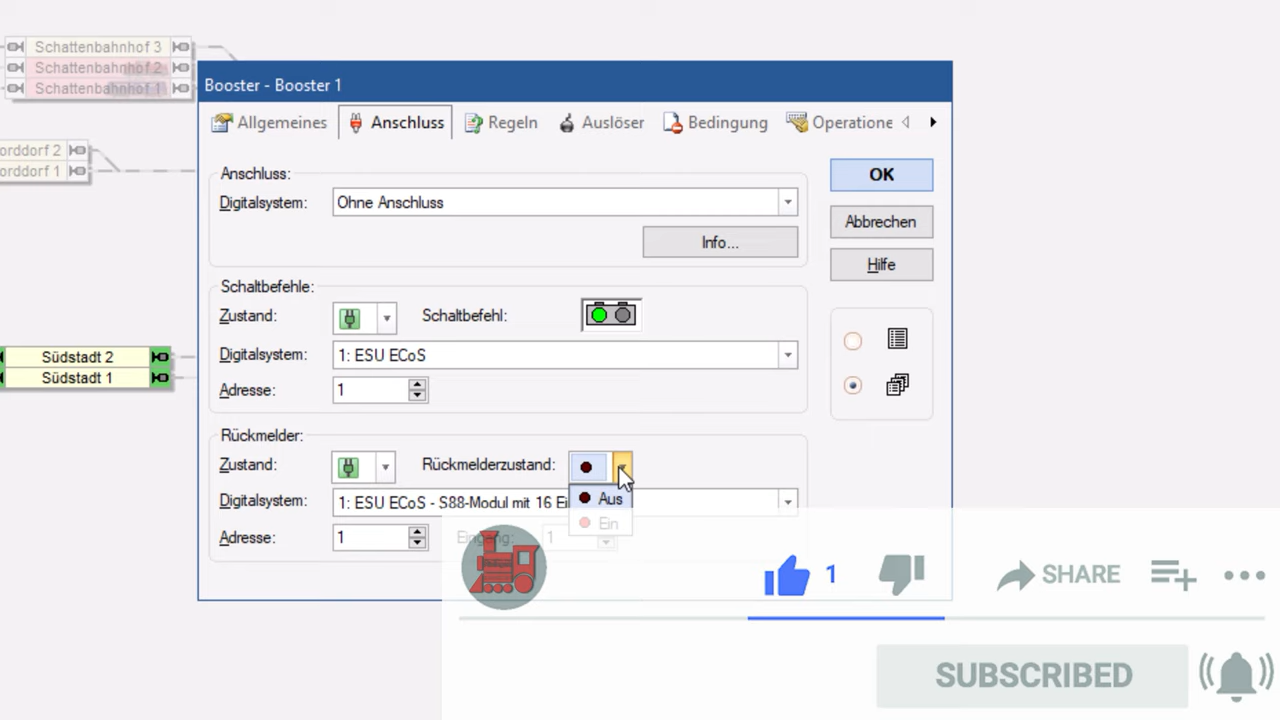 Schattenbahnhof 3
Schattenbahnhof 2
Schattenbahnhof 1
orddorf 2
orddorf 1
Südstadt 2
Südstadt 1
Booster - Booster 1
Allgemeines
Anschluss
Regeln
Auslöser
Bedingung
Operatione
Anschluss:
Digitalsystem: Ohne Anschluss
Info...
Schaltbefehle:
Zustand: Schaltbefehl:
Digitalsystem: 1: ESU ECoS
Adresse: 1
Rückmelder:
Zustand: Rückmelderzustand:
Digitalsystem: 1: ESU ECoS - S88-Modul mit 16 Ei
Aus
Ein
Adresse: 1 Eingang: 1
OK
Abbrechen
Hilfe
1 SHARE
SUBSCRIBED